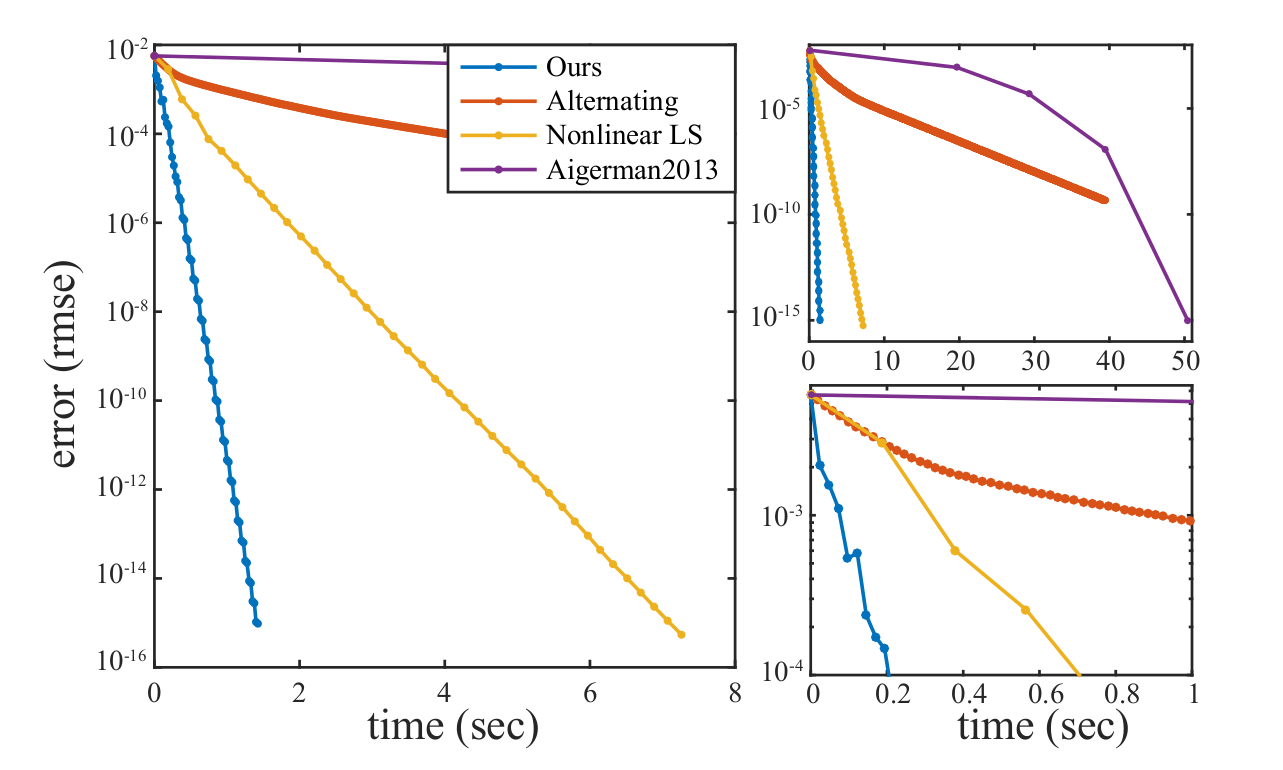 error (rmse)
10-2
10-4
10-6
10-8
10-10
10-12
10-14
10-16
0 2 4 6 8
time (sec)
Ours
Alternating
Nonlinear LS
Aigerman2013
10-5
10-10
10-15
0 10 20 30 40 50
10-3
10-4
0 0.2 0.4 0.6 0.8 1
time (sec)